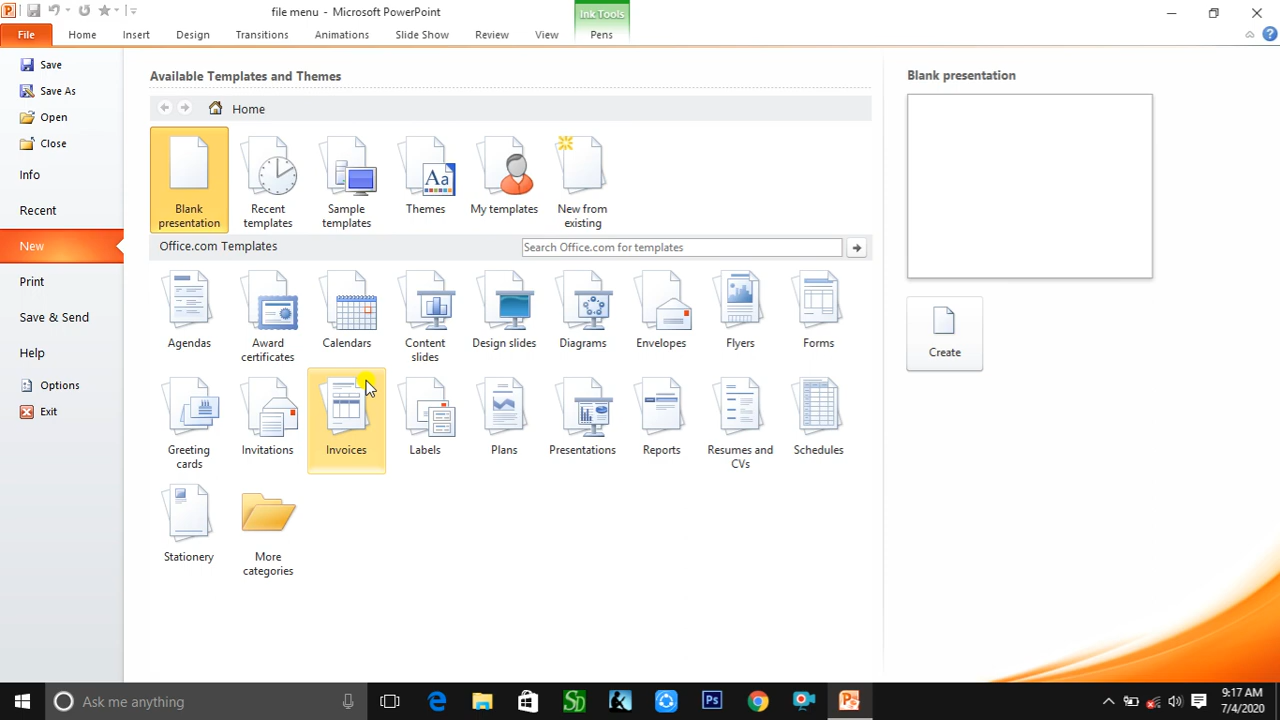 file menu - Microsoft PowerPoint
Ink Tools
File Home Insert Design Transitions Animations Slide Show Review View Pens
Save
Save As
Open
Close
Info
Recent
New
Print
Save & Send
Help
Options
Exit
Available Templates and Themes
Home
Blank presentation
Recent templates
Sample templates
Themes
My templates
New from existing
Office.com Templates
Search Office.com for templates
Agendas
Award certificates
Calendars
Content slides
Design slides
Diagrams
Envelopes
Flyers
Forms
Greeting cards
Invitations
Invoices
Labels
Plans
Presentations
Reports
Resumes and CVs
Schedules
Stationery
More categories
Blank presentation
Create
Ask me anything
9:17 AM
7/4/2020